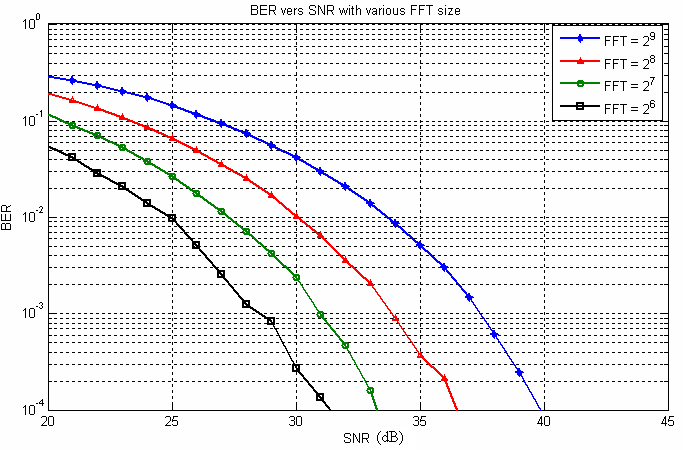 BER vers SNR with various FFT size
10^0
10^-1
10^-2
10^-3
10^-4
BER
FFT = 2^9
FFT = 2^8
FFT = 2^7
FFT = 2^6
20 25 30 35 40 45
SNR (dB)